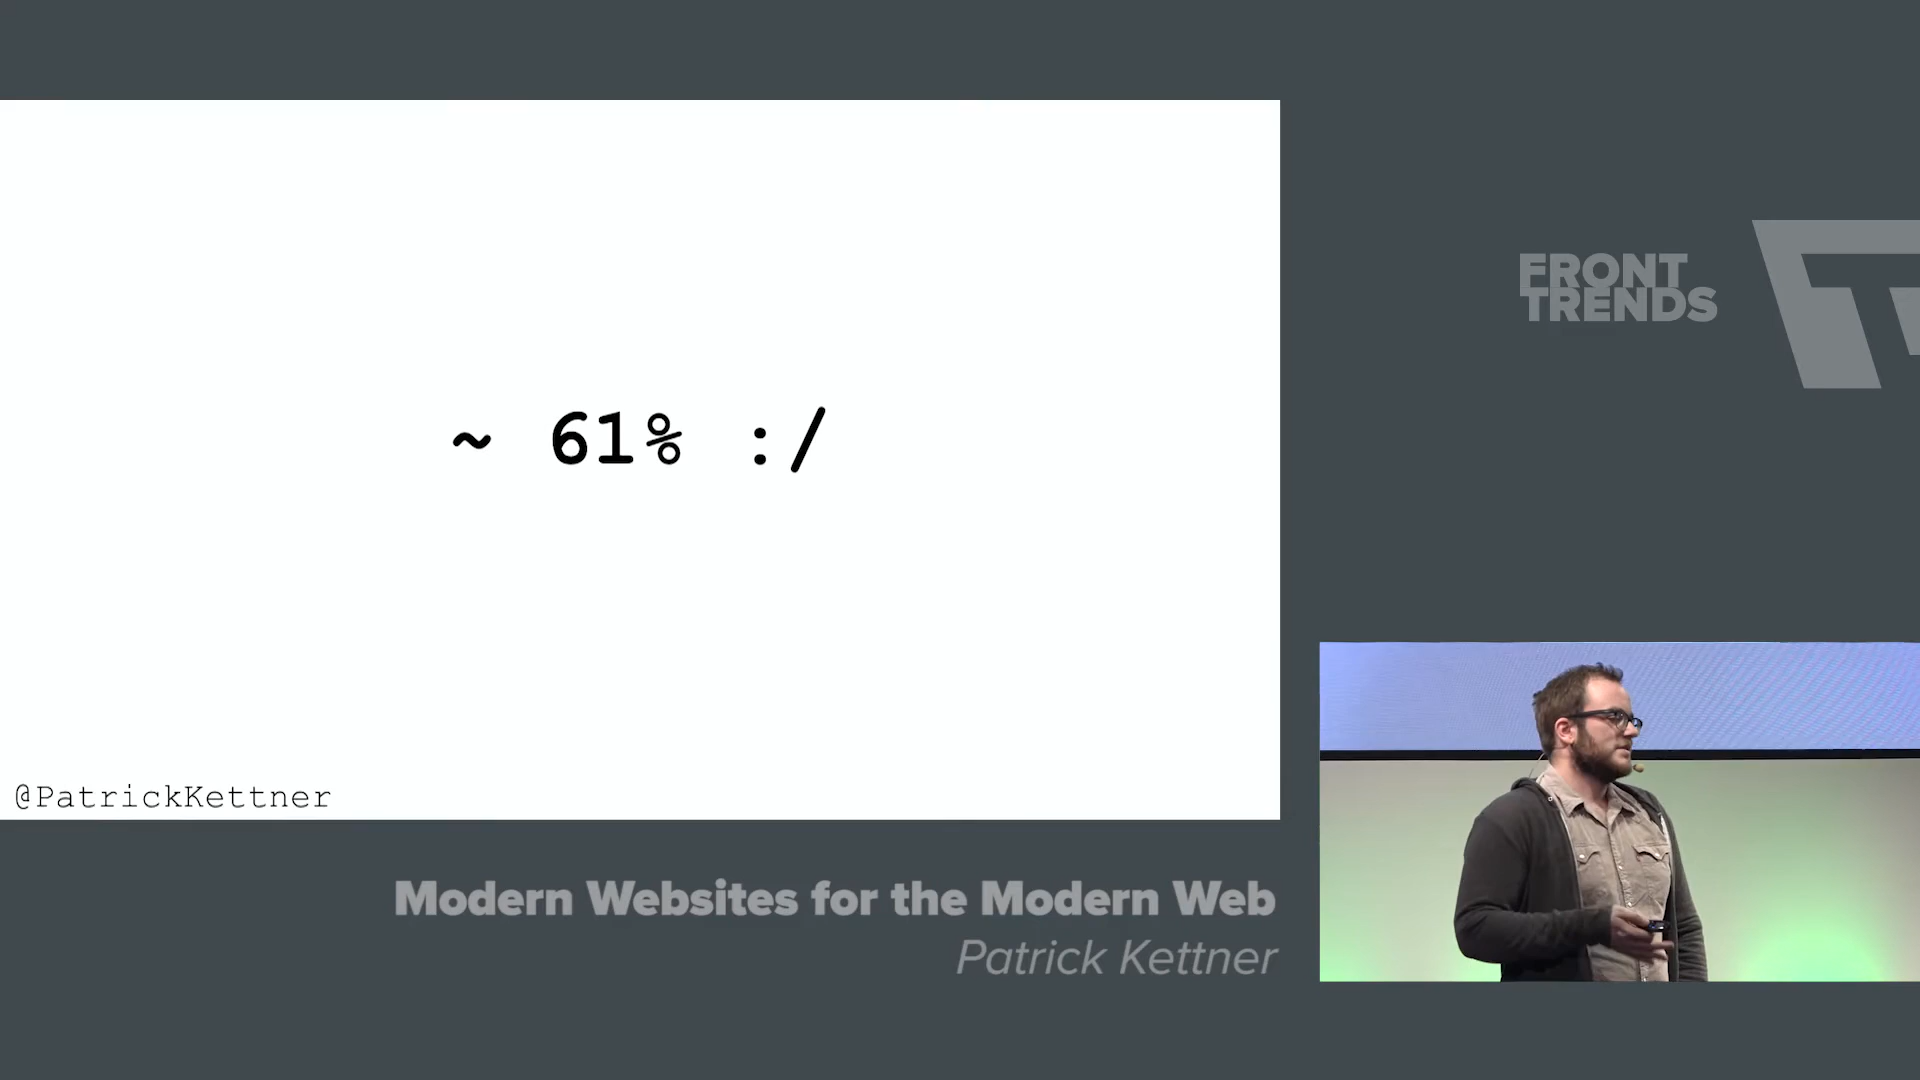 ~ 61% :/
@PatrickKettner
FRONT
TRENDS
Modern Websites for the Modern Web
Patrick Kettner